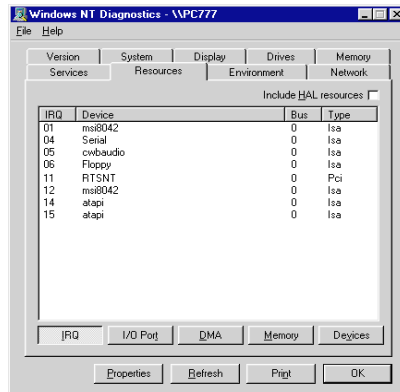 Windows NT Diagnostics - \\PC777
File Help
Version System Display Drives Memory
Services Resources Environment Network
Include HAL resources
IRQ Device Bus Type
01 msi8042 0 Isa
04 Serial 0 Isa
05 cwbaudio 0 Isa
06 Floppy 0 Isa
11 RTSNT 0 Pci
12 msi8042 0 Isa
14 atapi 0 Isa
15 atapi 0 Isa
IRQ I/O Port DMA Memory Devices
Properties Refresh Print OK